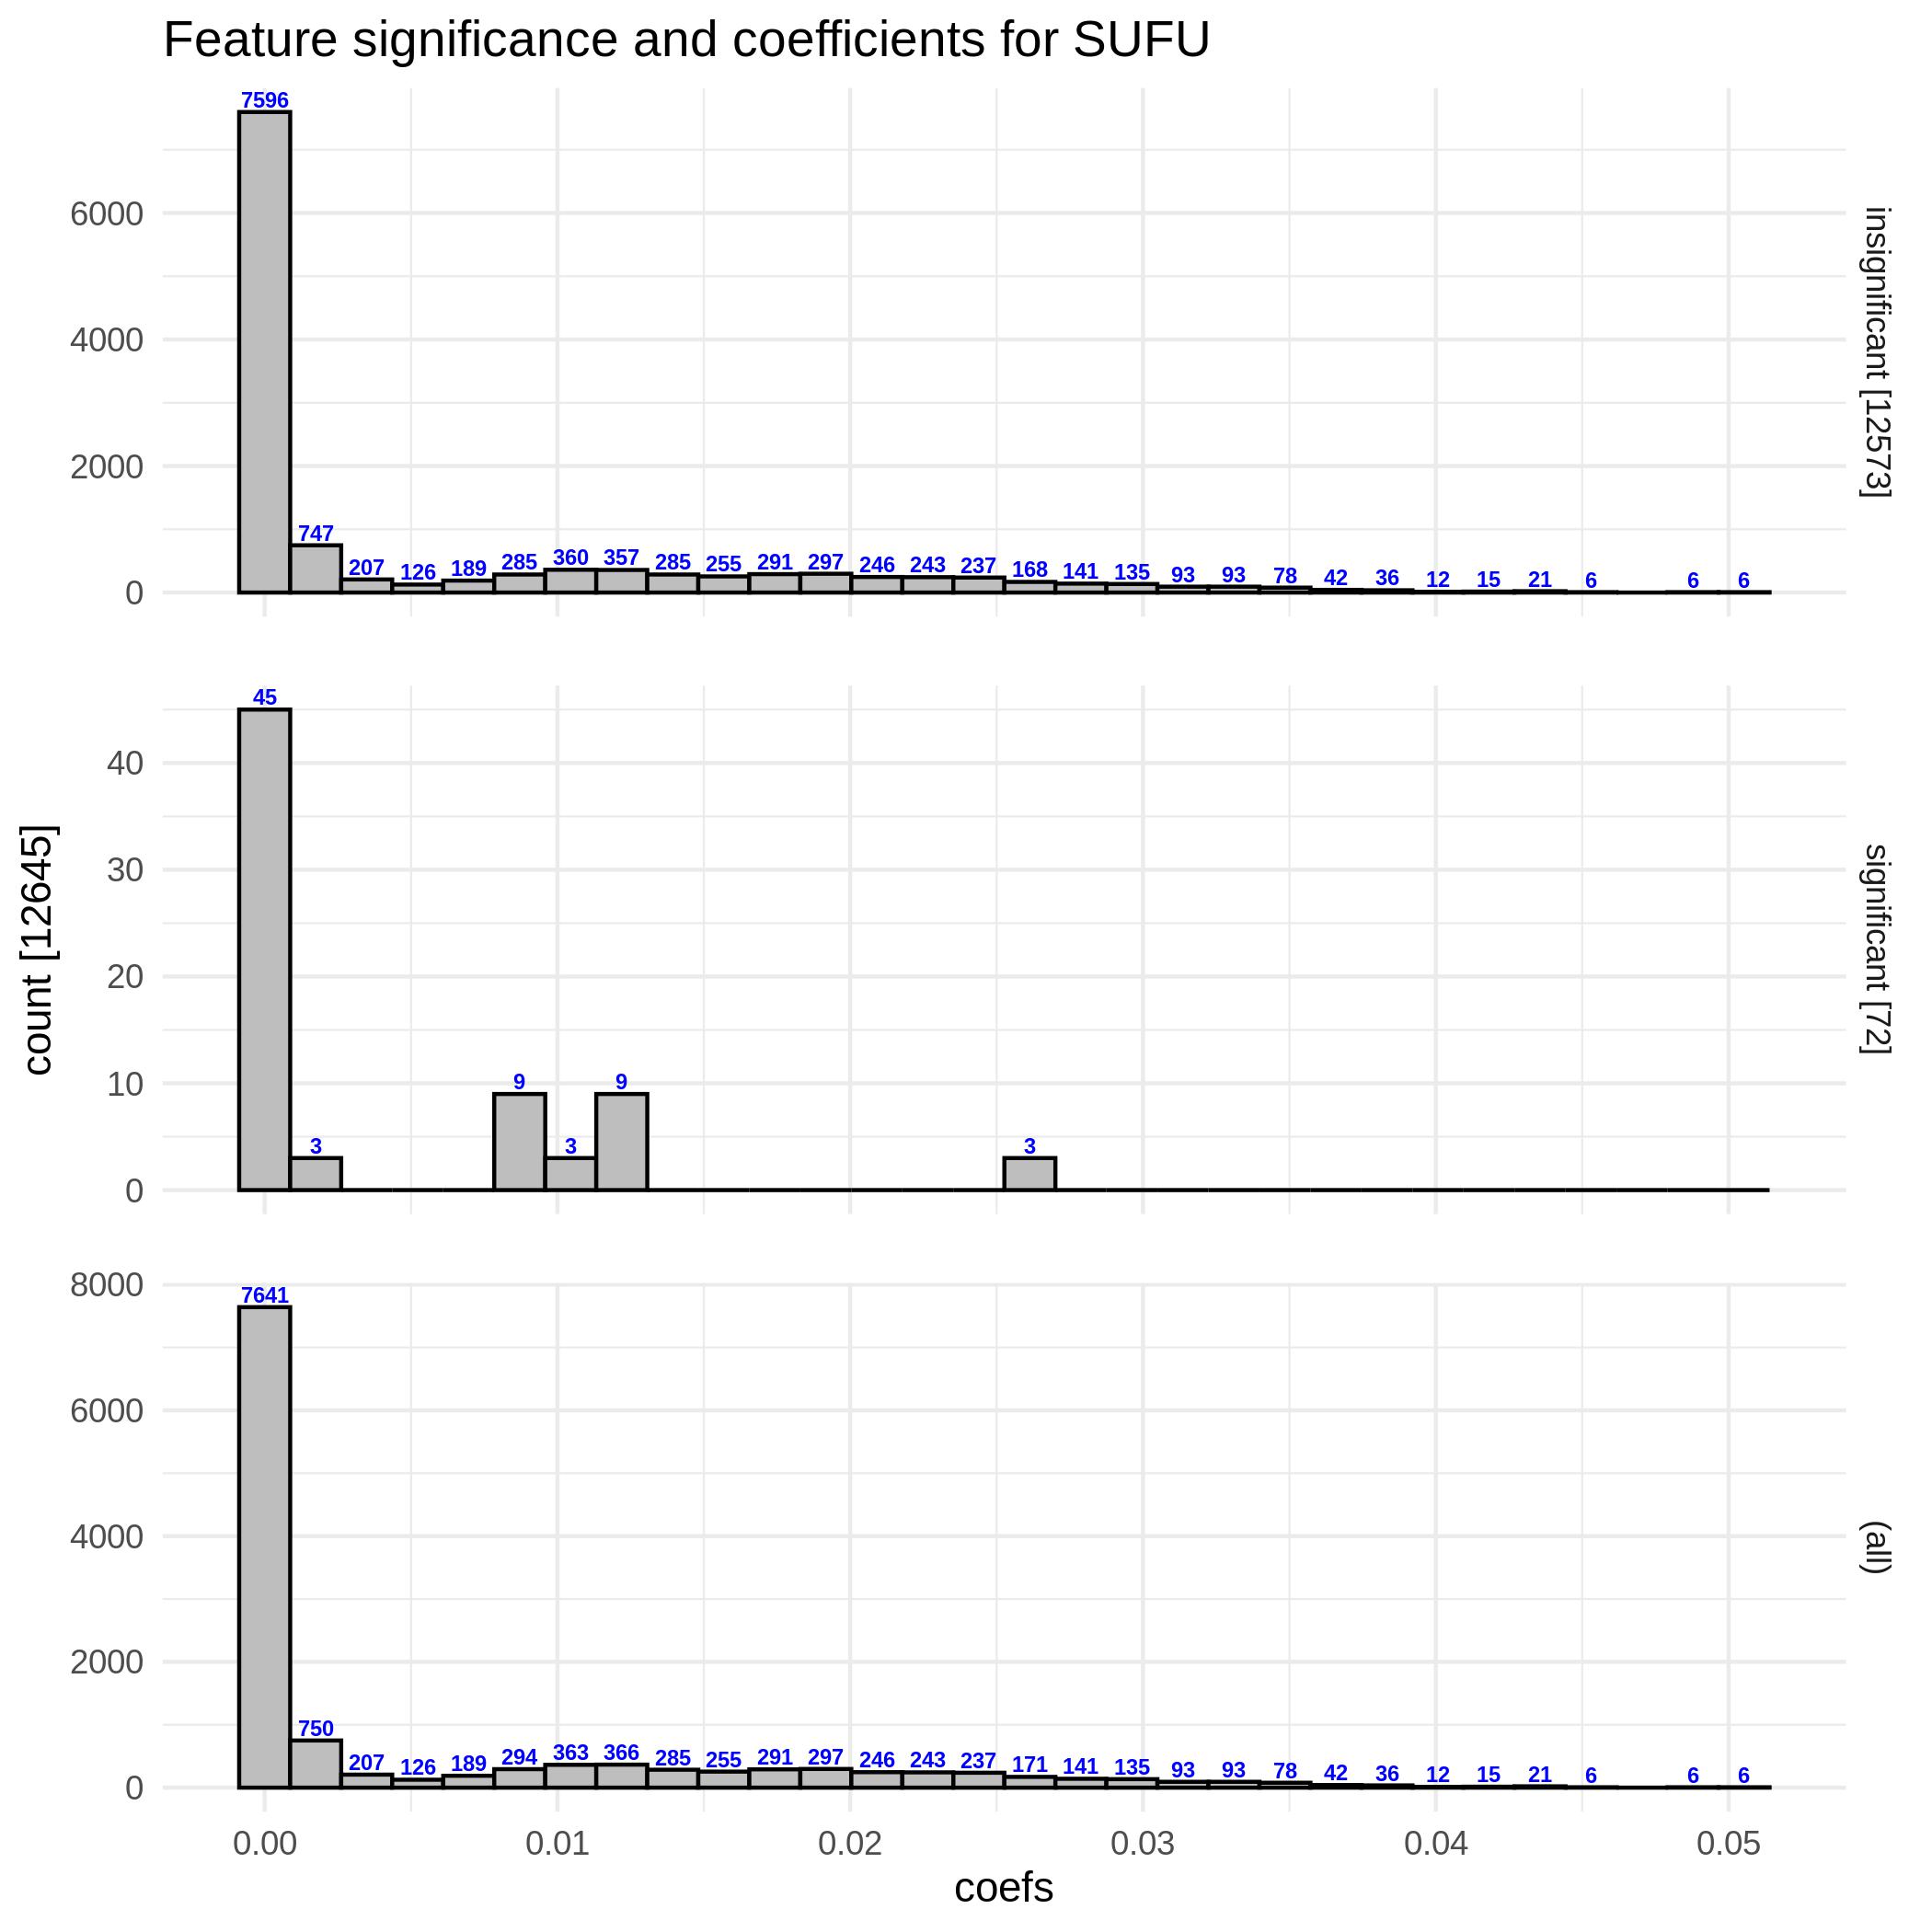 Feature significance and coefficients for SUFU
7596
747 207 126 189 285 360 357 285 255 291 297 246 243 237 168 141 135 93 93 78 42 36 12 15 21 6 6 6
6000
4000
2000
0
insignificant [12573]
45
3 9 3 9 3
40
30
20
10
0
significant [72]
count [12645]
7641
750 207 126 189 294 363 366 285 255 291 297 246 243 237 171 141 135 93 93 78 42 36 12 15 21 6 6 6
8000
6000
4000
2000
0
(all)
0.00 0.01 0.02 0.03 0.04 0.05
coefs